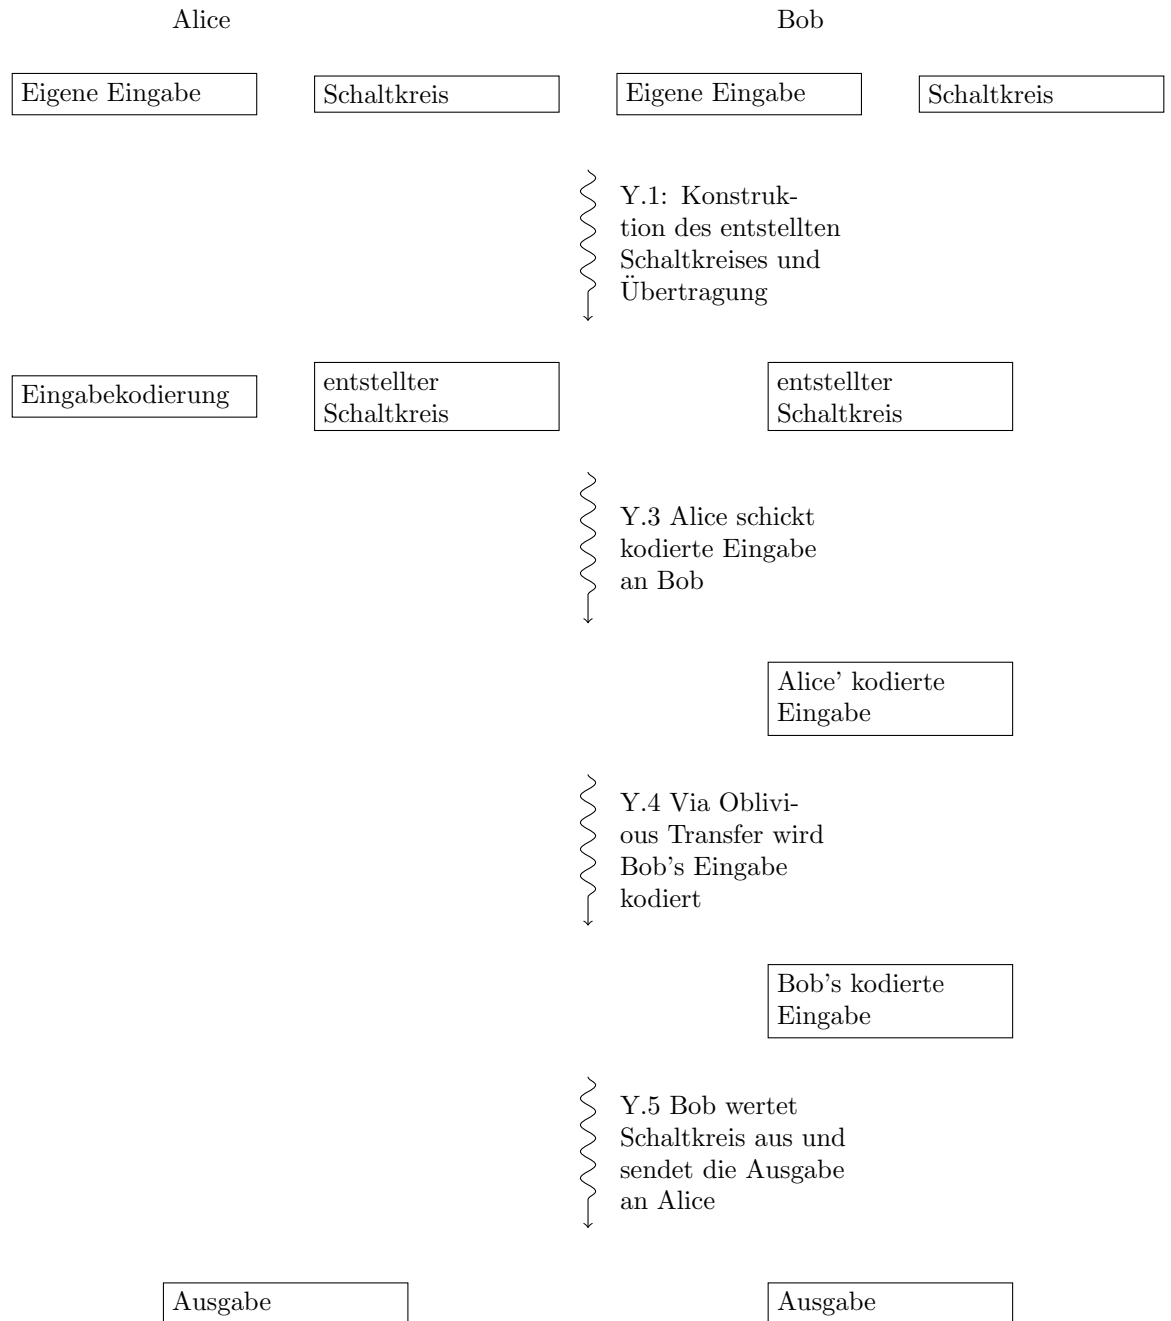 Alice
Bob
Eigene Eingabe
Schaltkreis
Eigene Eingabe
Schaltkreis
Y.1: Konstruk-
tion des entstellten
Schaltkreises und
Übertragung
Eingabekodierung
entstellter
Schaltkreis
entstellter
Schaltkreis
Y.3 Alice schickt
kodierte Eingabe
an Bob
Alice' kodierte
Eingabe
Y.4 Via Oblivi-
ous Transfer wird
Bob's Eingabe
kodiert
Bob's kodierte
Eingabe
Y.5 Bob wertet
Schaltkreis aus und
sendet die Ausgabe
an Alice
Ausgabe
Ausgabe